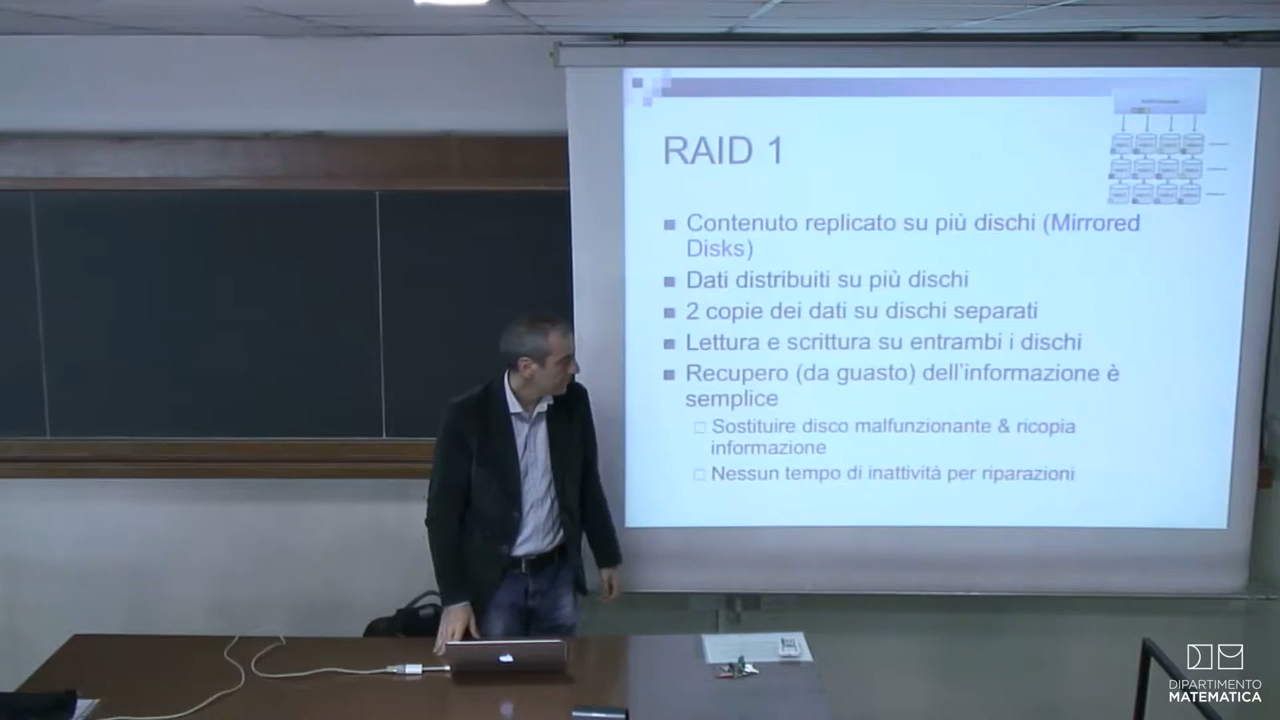 RAID 1
Contenuto replicato su più dischi (Mirrored
Disks)
Dati distribuiti su più dischi
2 copie dei dati su dischi separati
Lettura e scrittura su entrambi i dischi
Recupero (da guasto) dell'informazione è
semplice
Sostituire disco malfunzionante & ricopia
informazione
Nessun tempo di inattività per riparazioni
DIPARTIMENTO
MATEMATICA